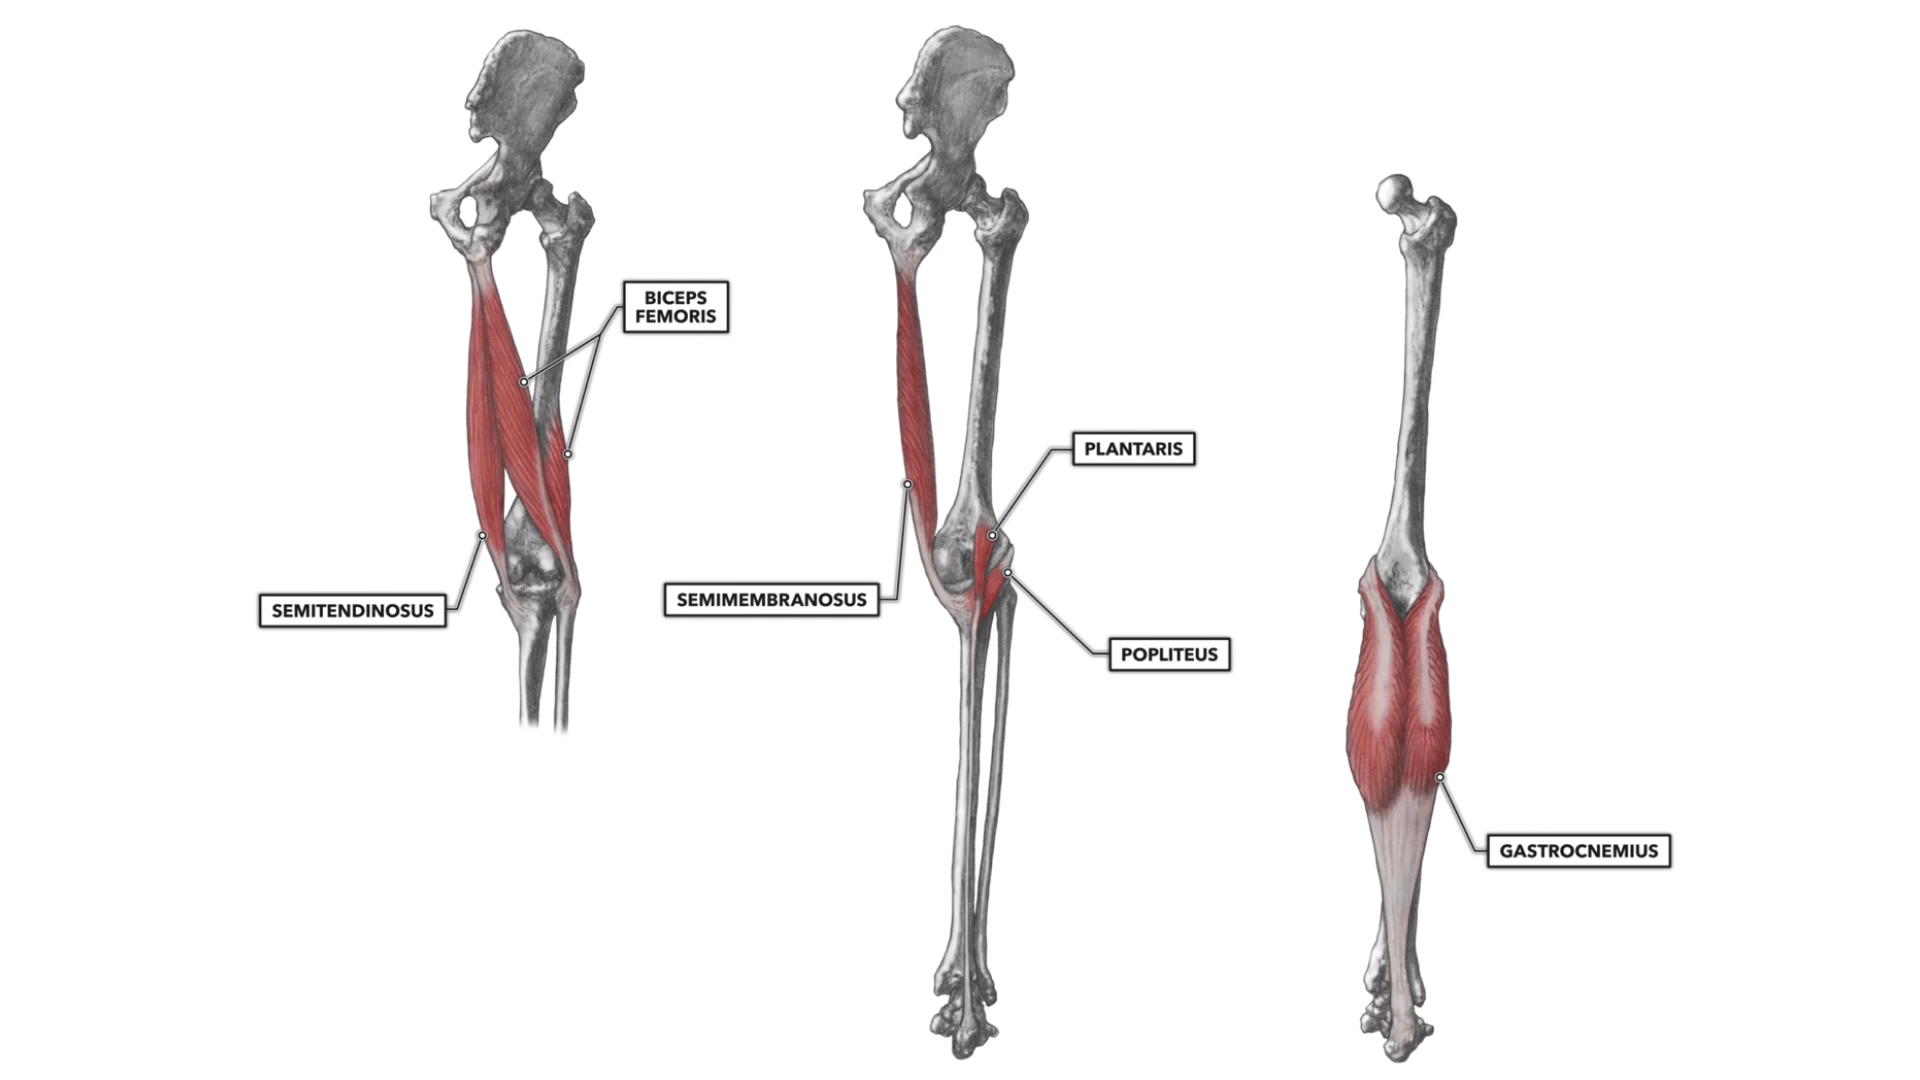 BICEPS
FEMORIS
SEMITENDINOSUS
PLANTARIS
SEMIMEMBRANOSUS
POPLITEUS
GASTROCNEMIUS